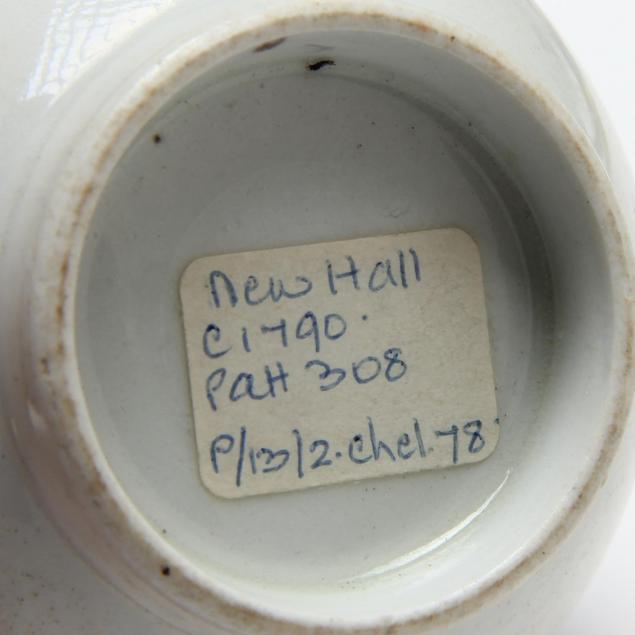 New Hall
C1790.
Patt 308
P/13/2.chel.78